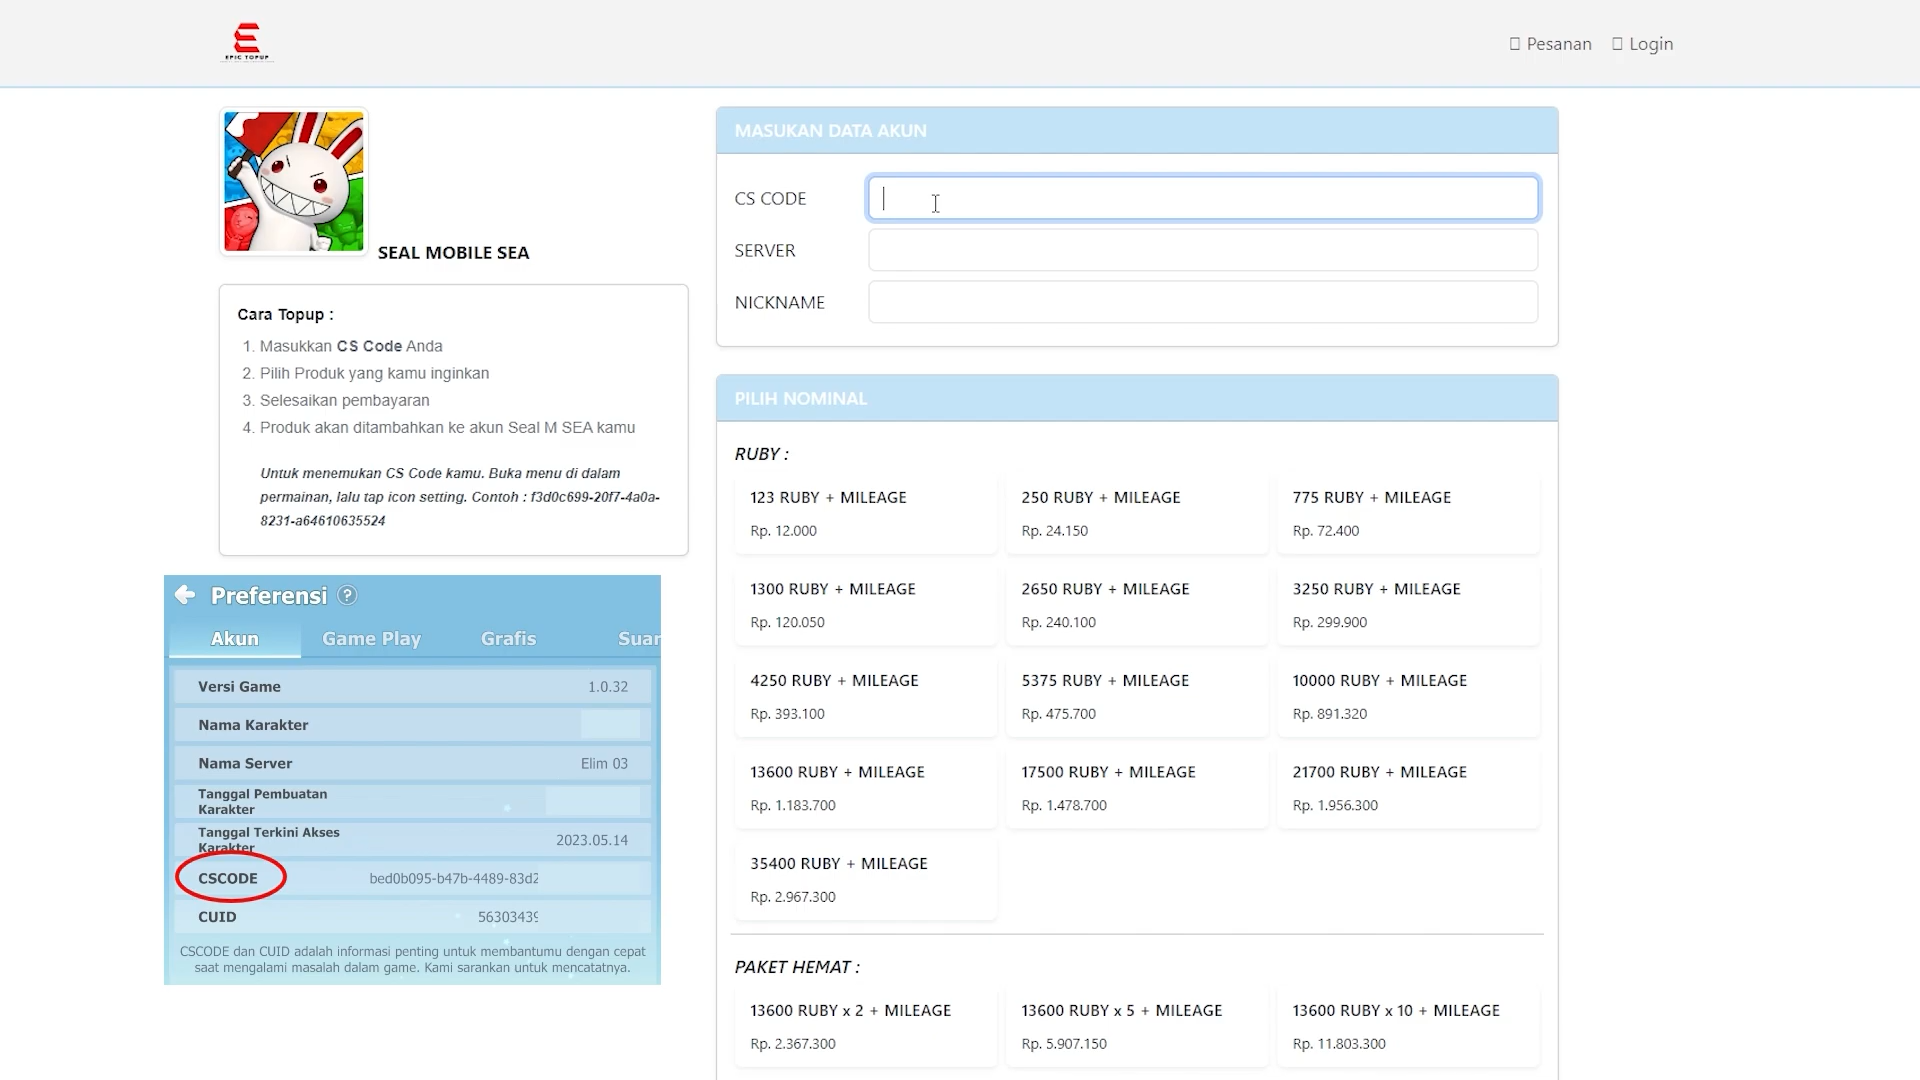 EPIC TOPUP
Pesanan
Login
SEAL MOBILE SEA
Cara Topup :
1. Masukkan CS Code Anda
2. Pilih Produk yang kamu inginkan
3. Selesaikan pembayaran
4. Produk akan ditambahkan ke akun Seal M SEA kamu
Untuk menemukan CS Code kamu. Buka menu di dalam
permainan, lalu tap icon setting. Contoh : f3d0c699-20f7-4a0a-
8231-a64610635524
Preferensi ?
Akun Game Play Grafis Suar
Versi Game 1.0.32
Nama Karakter
Nama Server Elim 03
Tanggal Pembuatan
Karakter
Tanggal Terkini Akses
Karakter 2023.05.14
CSCODE bed0b095-b47b-4489-83d2
CUID 56303439
CSCODE dan CUID adalah informasi penting untuk membantumu dengan cepat
saat mengalami masalah dalam game. Kami sarankan untuk mencatatnya.
MASUKAN DATA AKUN
CS CODE
SERVER
NICKNAME
PILIH NOMINAL
RUBY :
123 RUBY + MILEAGE
Rp. 12.000
250 RUBY + MILEAGE
Rp. 24.150
775 RUBY + MILEAGE
Rp. 72.400
1300 RUBY + MILEAGE
Rp. 120.050
2650 RUBY + MILEAGE
Rp. 240.100
3250 RUBY + MILEAGE
Rp. 299.900
4250 RUBY + MILEAGE
Rp. 393.100
5375 RUBY + MILEAGE
Rp. 475.700
10000 RUBY + MILEAGE
Rp. 891.320
13600 RUBY + MILEAGE
Rp. 1.183.700
17500 RUBY + MILEAGE
Rp. 1.478.700
21700 RUBY + MILEAGE
Rp. 1.956.300
35400 RUBY + MILEAGE
Rp. 2.967.300
PAKET HEMAT :
13600 RUBY x 2 + MILEAGE
Rp. 2.367.300
13600 RUBY x 5 + MILEAGE
Rp. 5.907.150
13600 RUBY x 10 + MILEAGE
Rp. 11.803.300